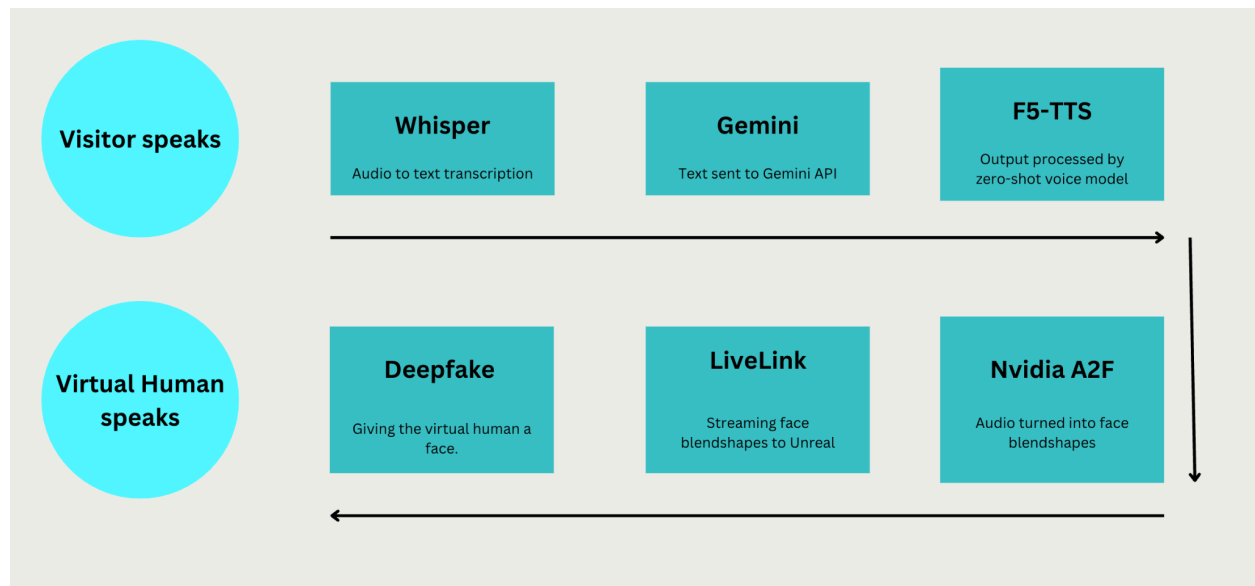 Visitor speaks
Whisper
Audio to text transcription
Gemini
Text sent to Gemini API
F5-TTS
Output processed by
zero-shot voice model
Virtual Human
speaks
Deepfake
Giving the virtual human a
face.
LiveLink
Streaming face
blendshapes to Unreal
Nvidia A2F
Audio turned into face
blendshapes